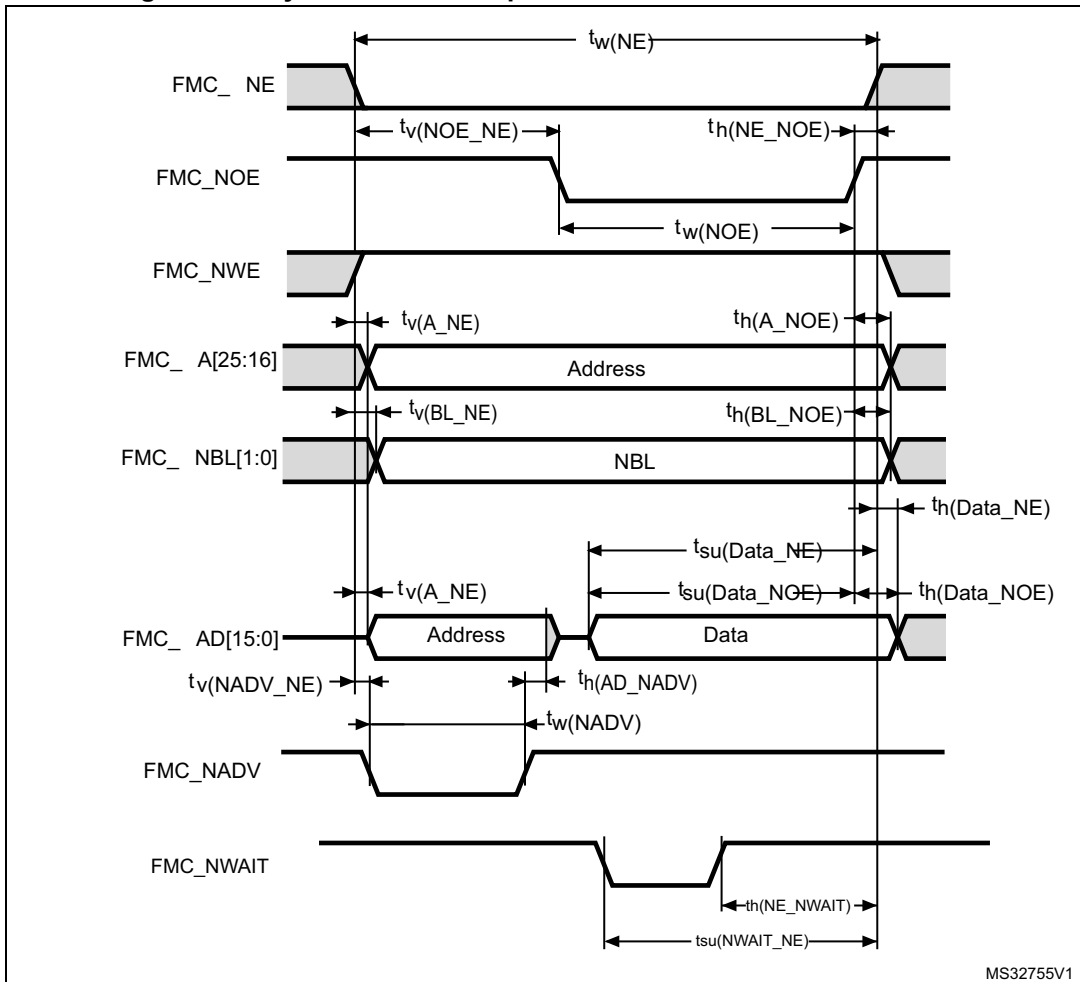 tw(NE)
FMC_ NE
tv(NOE_NE)
th(NE_NOE)
FMC_NOE
tw(NOE)
FMC_NWE
tv(A_NE)
th(A_NOE)
FMC_ A[25:16]
Address
tv(BL_NE)
th(BL_NOE)
FMC_ NBL[1:0]
NBL
th(Data_NE)
tsu(Data_NE)
tv(A_NE)
tsu(Data_NOE)
th(Data_NOE)
FMC_ AD[15:0]
Address
Data
tv(NADV_NE)
th(AD_NADV)
tw(NADV)
FMC_NADV
FMC_NWAIT
th(NE_NWAIT)
tsu(NWAIT_NE)
MS32755V1